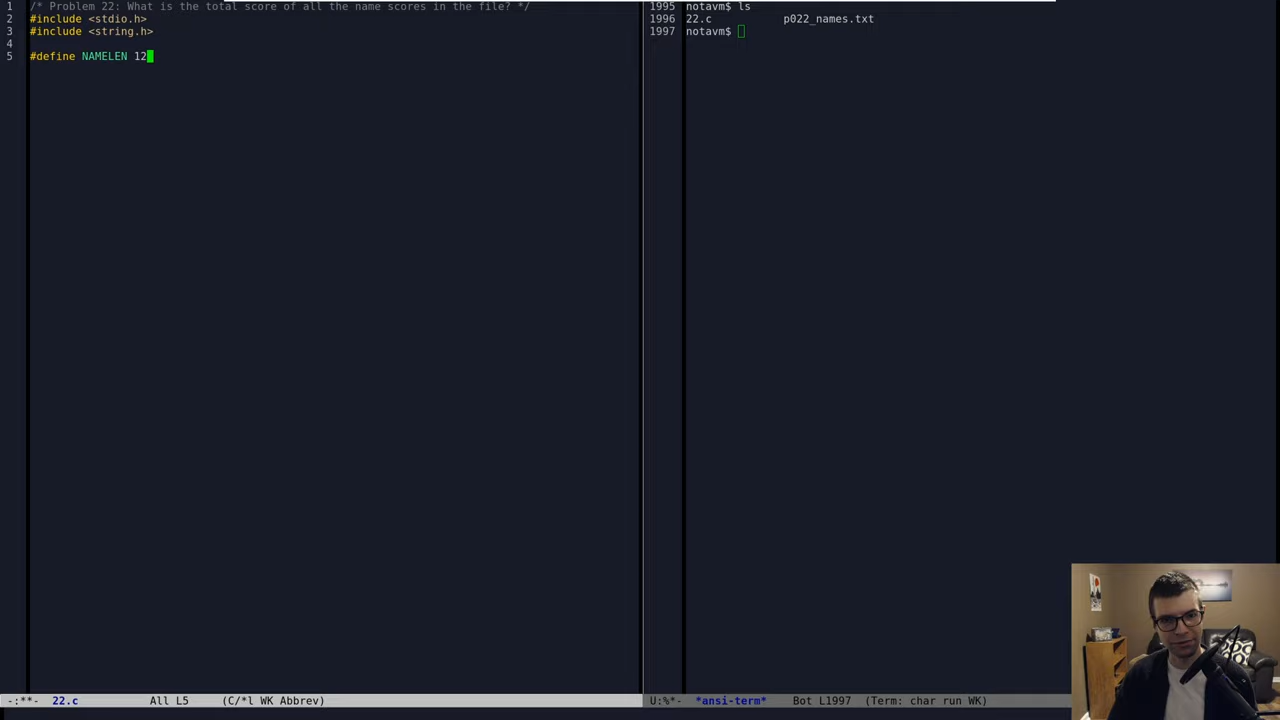 1 /* Problem 22: What is the total score of all the name scores in the file? */
2 #include <stdio.h>
3 #include <string.h>
4
5 #define NAMELEN 12
-:**- 22.c All L5 (C/*l WK Abbrev)
1995 notavm$ ls
1996 22.c p022_names.txt
1997 notavm$
U:%*- *ansi-term* Bot L1997 (Term: char run WK)